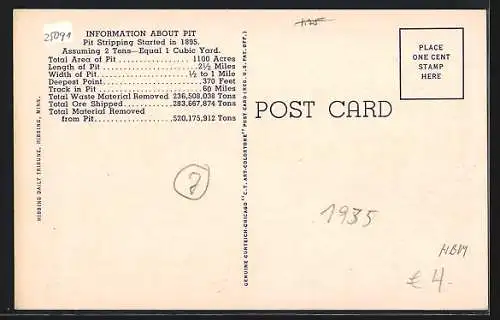 25091
INFORMATION ABOUT PIT
Pit Stripping Started in 1895.
Assuming 2 Tons—Equal 1 Cubic Yard.
Total Area of Pit . . . . . . . . . . . . . . . . 1100 Acres
Length of Pit . . . . . . . . . . . . . . . . . . . . 2½ Miles
Width of Pit . . . . . . . . . . . . . . . . . . ½ to 1 Mile
Deepest Point . . . . . . . . . . . . . . . . . . . . 370 Feet
Track in Pit . . . . . . . . . . . . . . . . . . . . . 60 Miles
Total Waste Material Removed 236,508,038 Tons
Total Ore Shipped . . . . . . . . . 283,667,874 Tons
Total Material Removed
from Pit . . . . . . . . . . . . . . . . 520,175,912 Tons
HIBBING DAILY TRIBUNE, HIBBING, MINN.
GENUINE CURTEICH-CHICAGO "C.T. ART-COLORTONE" POST CARD (REG. U.S. PAT. OFF.)
POST CARD
PLACE
ONE CENT
STAMP
HERE
1935
€ 4.-